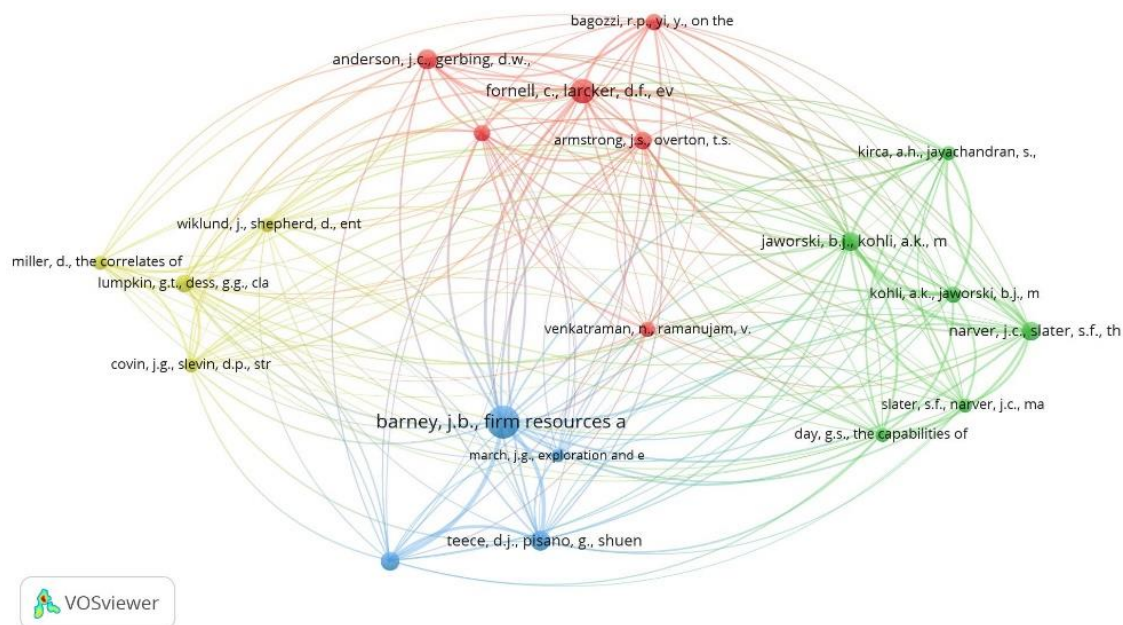 bagozzi, r.p., yi, y., on the
anderson, j.c., gerbing, d.w.,
fornell, c., larcker, d.f., ev
armstrong, j.s., overton, t.s.
kirca, a.h., jayachandran, s.,
wiklund, j., shepherd, d., ent
jaworski, b.j., kohli, a.k., m
miller, d., the correlates of
lumpkin, g.t., dess, g.g., cla
kohli, a.k., jaworski, b.j., m
venkatraman, n., ramanujam, v.
narver, j.c., slater, s.f., th
covin, j.g., slevin, d.p., str
slater, s.f., narver, j.c., ma
barney, j.b., firm resources a
day, g.s., the capabilities of
march, j.g., exploration and e
teece, d.j., pisano, g., shuen
VOSviewer